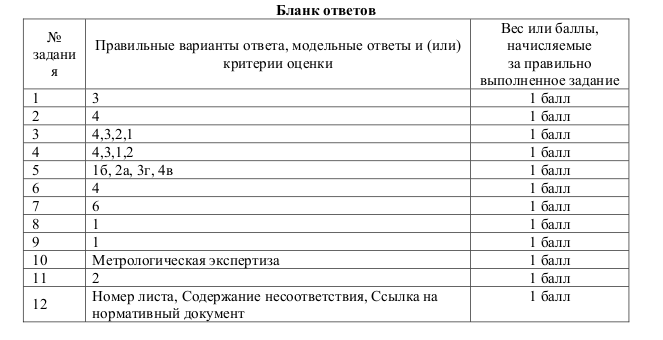 Бланк ответов
№ задания
Правильные варианты ответа, модельные ответы и (или)
критерии оценки
Вес или баллы,
начисляемые
за правильно
выполненное задание
1 3 1 балл
2 4 1 балл
3 4,3,2,1 1 балл
4 4,3,1,2 1 балл
5 1б, 2а, 3г, 4в 1 балл
6 4 1 балл
7 6 1 балл
8 1 1 балл
9 1 1 балл
10 Метрологическая экспертиза 1 балл
11 2 1 балл
12 Номер листа, Содержание несоответствия, Ссылка на 1 балл
нормативный документ